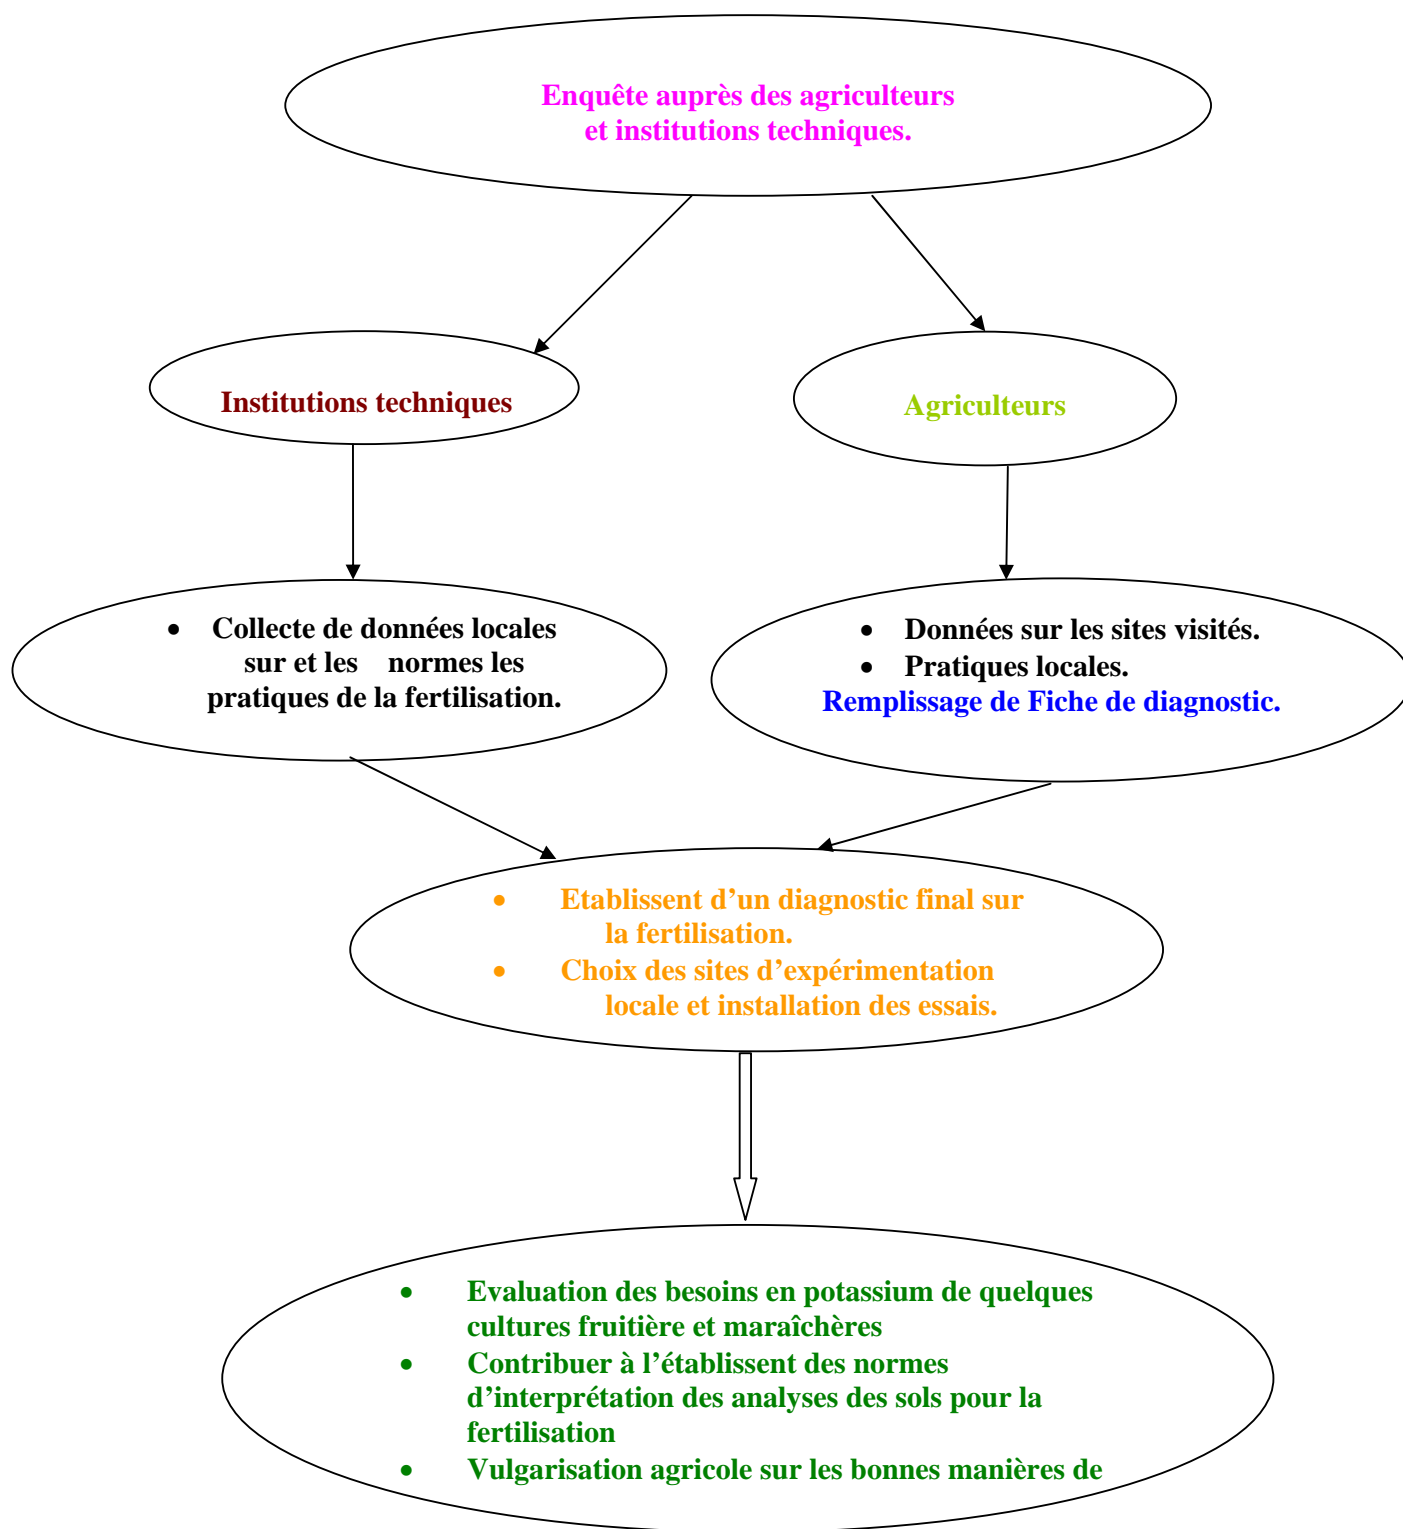 Enquête auprès des agriculteurs
et institutions techniques.
Institutions techniques
Agriculteurs
• Collecte de données locales
sur et les normes les
pratiques de la fertilisation.
• Données sur les sites visités.
• Pratiques locales.
Remplissage de Fiche de diagnostic.
• Etablissent d’un diagnostic final sur
la fertilisation.
• Choix des sites d’expérimentation
locale et installation des essais.
• Evaluation des besoins en potassium de quelques
cultures fruitière et maraîchères
• Contribuer à l’établissent des normes
d’interprétation des analyses des sols pour la
fertilisation
• Vulgarisation agricole sur les bonnes manières de